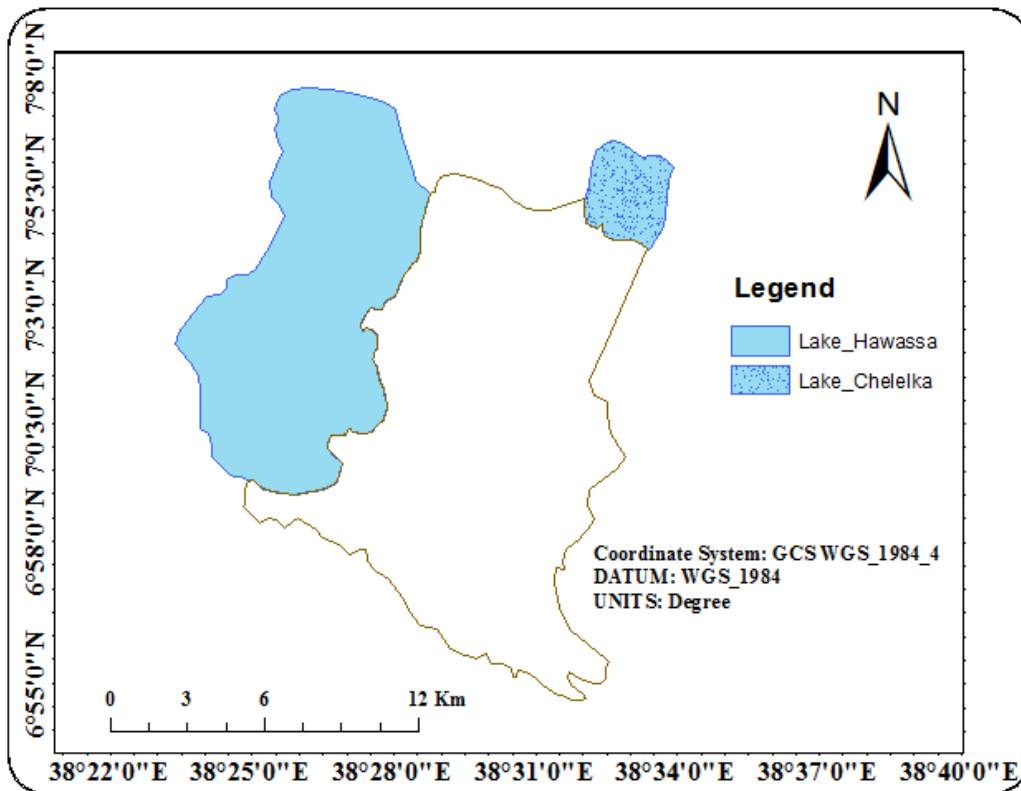 7°8'0"N
7°5'30"N
7°3'0"N
7°0'30"N
6°58'0"N
6°55'0"N
N
Legend
Lake_Hawassa
Lake_Chelelka
Coordinate System: GCS WGS_1984_4
DATUM: WGS_1984
UNITS: Degree
0 3 6 12 Km
38°22'0"E 38°25'0"E 38°28'0"E 38°31'0"E 38°34'0"E 38°37'0"E 38°40'0"E